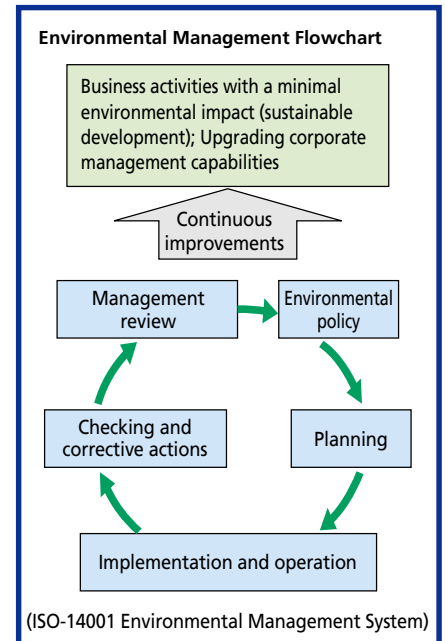 Environmental Management Flowchart
Business activities with a minimal
environmental impact (sustainable
development); Upgrading corporate
management capabilities
Continuous
improvements
Management
review
Environmental
policy
Checking and
corrective actions
Planning
Implementation and operation
(ISO-14001 Environmental Management System)